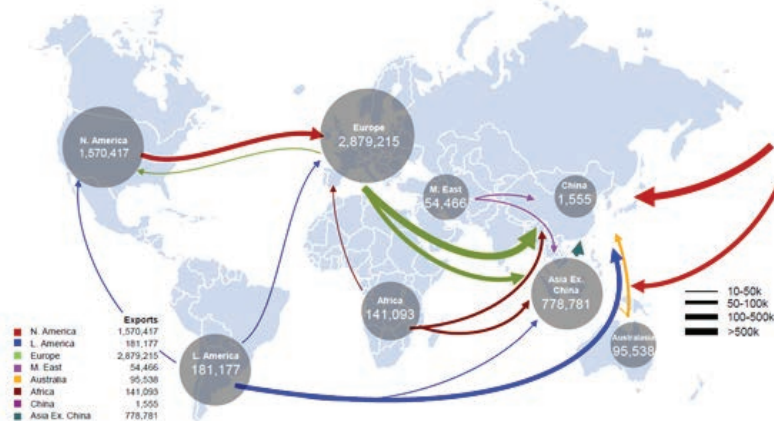 Europe
2,879,215
N. America
1,570,417
M. East
54,466
China
1,555
Asia Ex.
China
778,781
Africa
141,093
Australasia
95,538
L. America
181,177
10-50k
50-100k
100-500k
>500k
Exports
N. America 1,570,417
L. America 181,177
Europe 2,879,215
M. East 54,466
Australia 95,538
Africa 141,093
China 1,555
Asia Ex. China 778,781